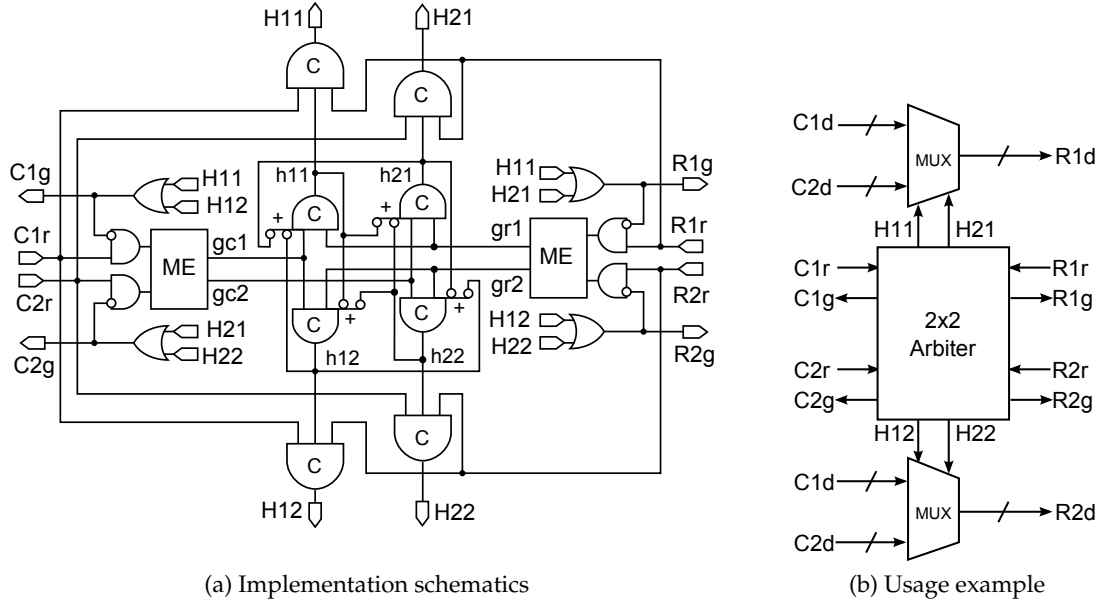 H11 H21
C C
C1g H11 H12
h11 h21
H11 H21 R1g
C1r + C + C R1r
gc1 gr1
ME ME
C2r gc2 gr2 R2r
C + C +
H21 H22 C2g
h12 h22
H12 H22 R2g
C C
H12 H22
(a) Implementation schematics
C1d MUX R1d
C2d
H11 H21
C1r R1r
C1g R1g
2x2
Arbiter
C2r R2r
C2g R2g
H12 H22
C1d MUX R2d
C2d
(b) Usage example